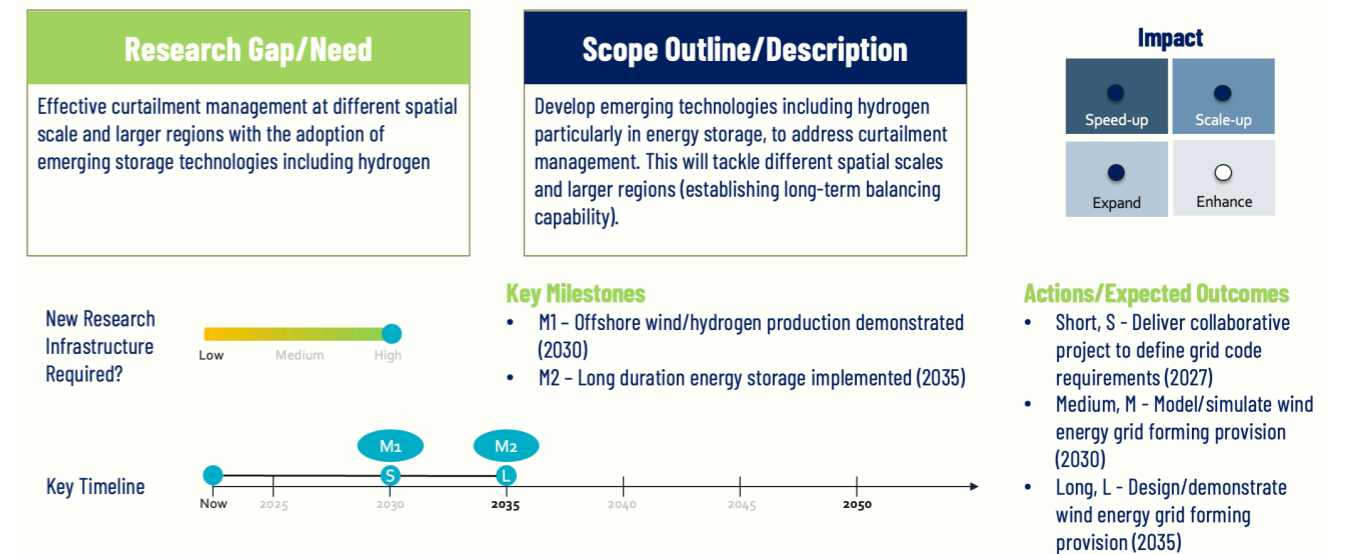 Research Gap/Need
Effective curtailment management at different spatial
scale and larger regions with the adoption of
emerging storage technologies including hydrogen
Scope Outline/Description
Develop emerging technologies including hydrogen
particularly in energy storage, to address curtailment
management. This will tackle different spatial scales
and larger regions (establishing long-term balancing
capability).
Impact
Speed-up
Scale-up
Expand
Enhance
New Research
Infrastructure
Required?
Low Medium High
Key Milestones
• M1 – Offshore wind/hydrogen production demonstrated
(2030)
• M2 – Long duration energy storage implemented (2035)
Actions/Expected Outcomes
• Short, S - Deliver collaborative
project to define grid code
requirements (2027)
• Medium, M - Model/simulate wind
energy grid forming provision
(2030)
• Long, L - Design/demonstrate
wind energy grid forming
provision (2035)
Key Timeline
M1 M2
S L
Now 2025 2030 2035 2040 2045 2050